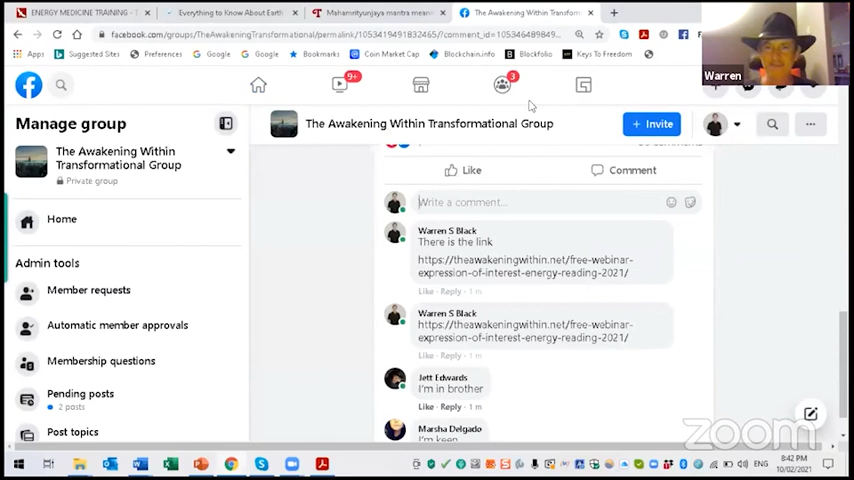 ENERGY MEDICINE TRAINING - T
Everything to Know About Earth
Mahamrityunjaya mantra meanin
The Awakening Within Transform
facebook.com/groups/TheAwakeningTransformational/permalink/1053419491832465/?comment_id=105346489849...
Apps
Suggested Sites
Preferences
Google
Google
Bookmarks
Coin Market Cap
Blockchain.info
Blockfolio
Keys To Freedom
Warren
9+
3
Manage group
The Awakening Within Transformational Group
+ Invite
The Awakening Within
Transformational Group
Private group
Home
Admin tools
Member requests
Automatic member approvals
Membership questions
Pending posts
2 posts
Post topics
Like
Comment
Write a comment...
Warren S Black
There is the link
https://theawakeningwithin.net/free-webinar-
expression-of-interest-energy-reading-2021/
Like · Reply · 1 m
Warren S Black
https://theawakeningwithin.net/free-webinar-
expression-of-interest-energy-reading-2021/
Like · Reply · 1 m
Jett Edwards
I'm in brother
Like · Reply · 1 m
Marsha Delgado
I'm keen
zoom
ENG
8:42 PM
10/02/2021